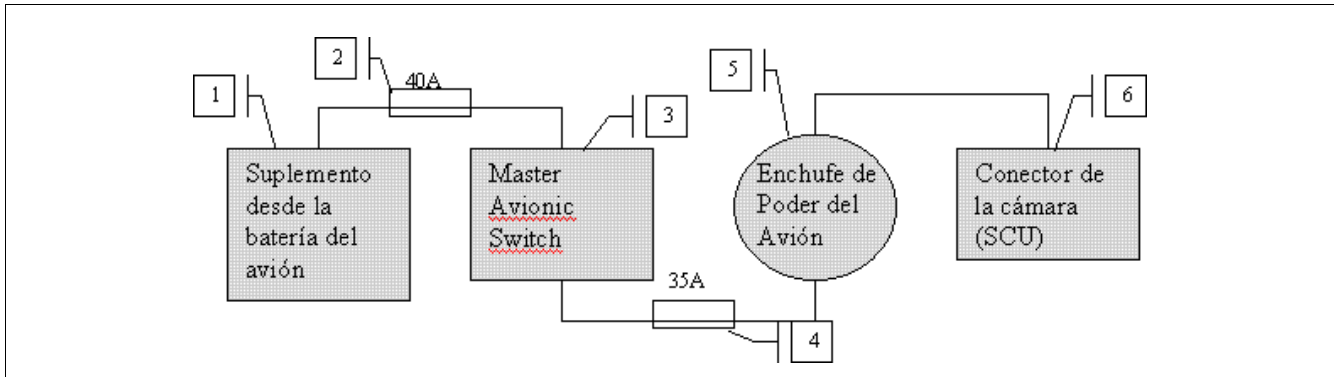 1
2
40A
3
5
6
Suplemento
desde la
batería del
avión
Master
Avionic
Switch
Enchufe de
Poder del
Avión
Conector de
la cámara
(SCU)
35A
4